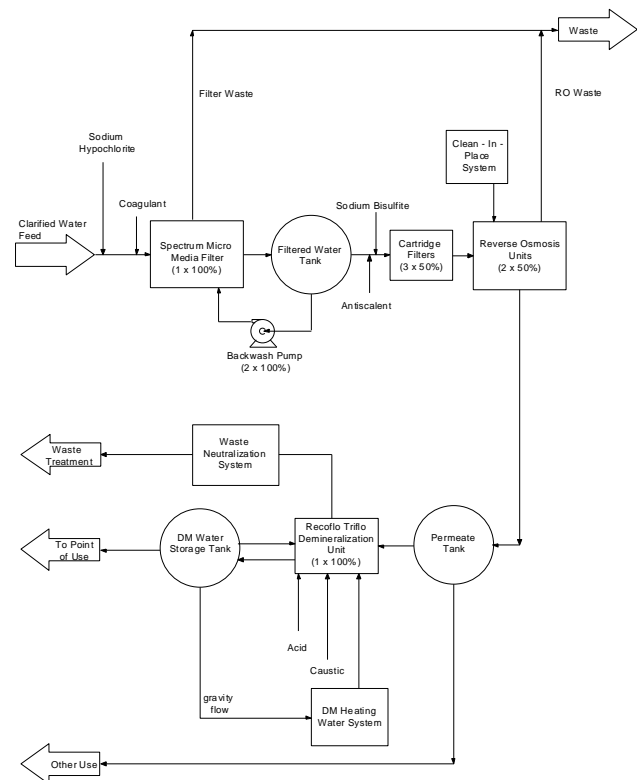 Waste
Filter Waste
RO Waste
Sodium
Hypochlorite
Clean - In -
Place
System
Coagulant
Sodium Bisulfite
Clarified Water
Feed
Spectrum Micro
Media Filter
(1 x 100%)
Filtered Water
Tank
Cartridge
Filters
(3 x 50%)
Reverse Osmosis
Units
(2 x 50%)
Antiscalent
Backwash Pump
(2 x 100%)
Waste
Treatment
Waste
Neutralization
System
To Point
of Use
DM Water
Storage Tank
Recoflo Triflo
Demineralization
Unit
(1 x 100%)
Permeate
Tank
Acid
Caustic
gravity
flow
DM Heating
Water System
Other Use